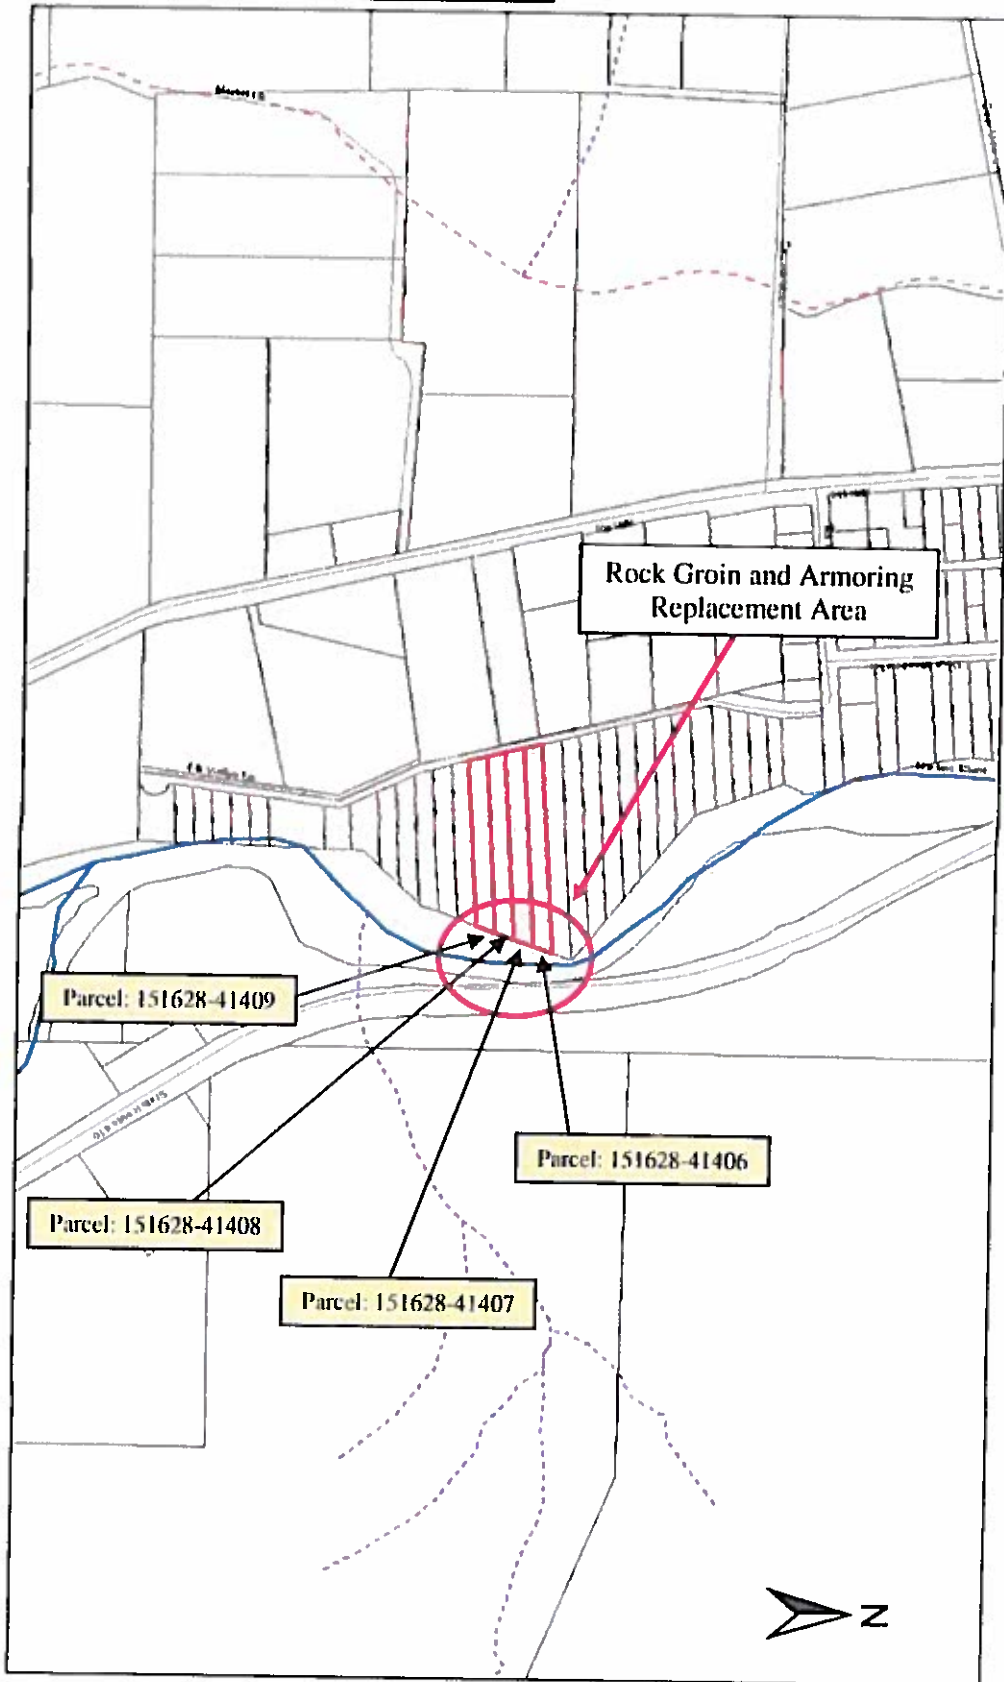 Rock Groin and Armoring
Replacement Area
Parcel: 151628-41409
Parcel: 151628-41406
Parcel: 151628-41408
Parcel: 151628-41407
N